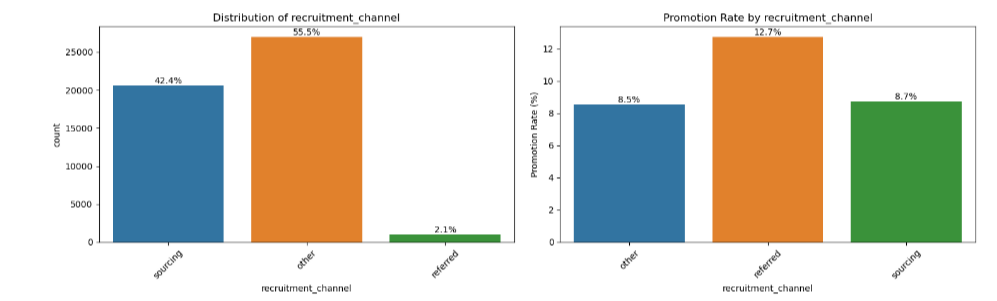 Distribution of recruitment_channel
55.5%
42.4%
2.1%
25000
20000
15000
10000
5000
0
count
sourcing
other
referred
recruitment_channel
Promotion Rate by recruitment_channel
12.7%
8.5%
8.7%
12
10
8
6
4
2
0
Promotion Rate (%)
other
referred
sourcing
recruitment_channel